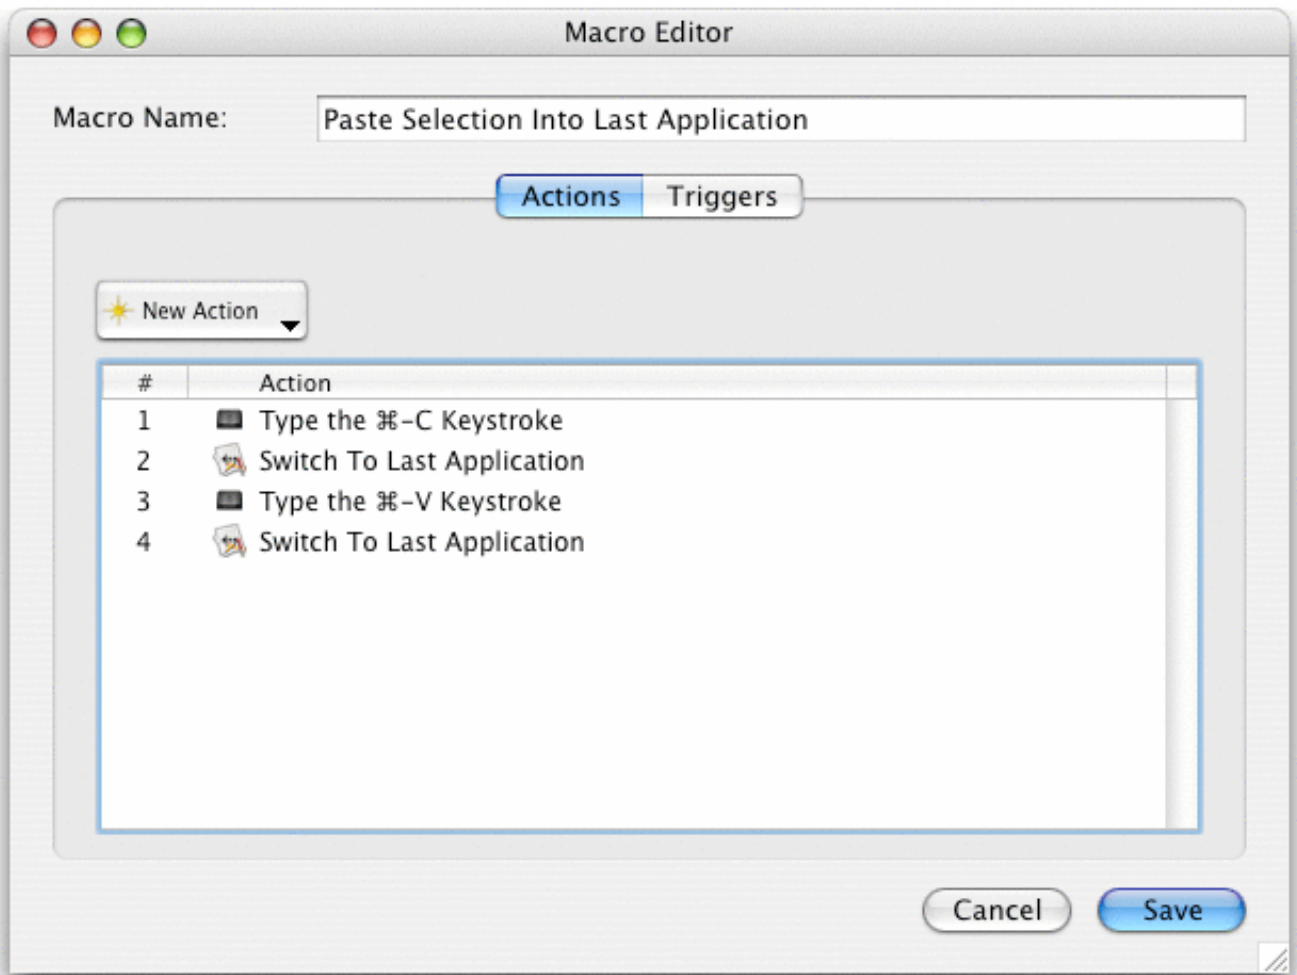 Macro Editor
Macro Name: Paste Selection Into Last Application
Actions Triggers
New Action
# Action
1 Type the ⌘-C Keystroke
2 Switch To Last Application
3 Type the ⌘-V Keystroke
4 Switch To Last Application
Cancel Save